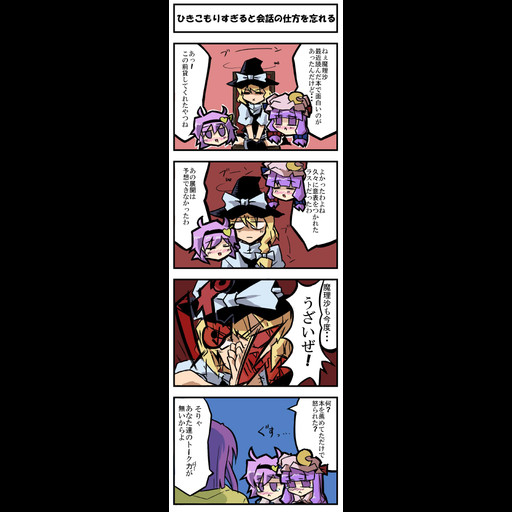 ひきこもりすぎると会話の仕方を忘れる
ねぇ魔理沙
最近読んだ本で面白いのが
あったんだけど…
あっ!
この前貸してくれたやつね
よかったわよね
久々に意表をつかれた
ラストだったわ
あの展開は
予想できなかったわ
魔理沙も今度…
うざいぜ!
何?
本を薦めてただけで
怒られた?
ぐすっ…
そりゃ
あなた達のトーク力が
無いからよ